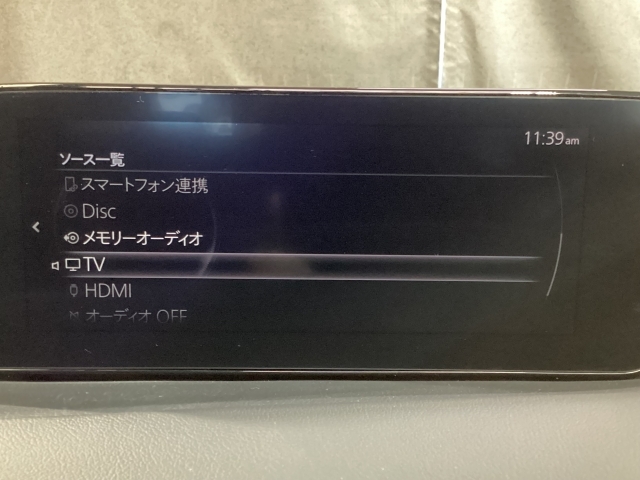 11:39am
ソース一覧
スマートフォン連携
Disc
メモリーオーディオ
TV
HDMI
オーディオ OFF